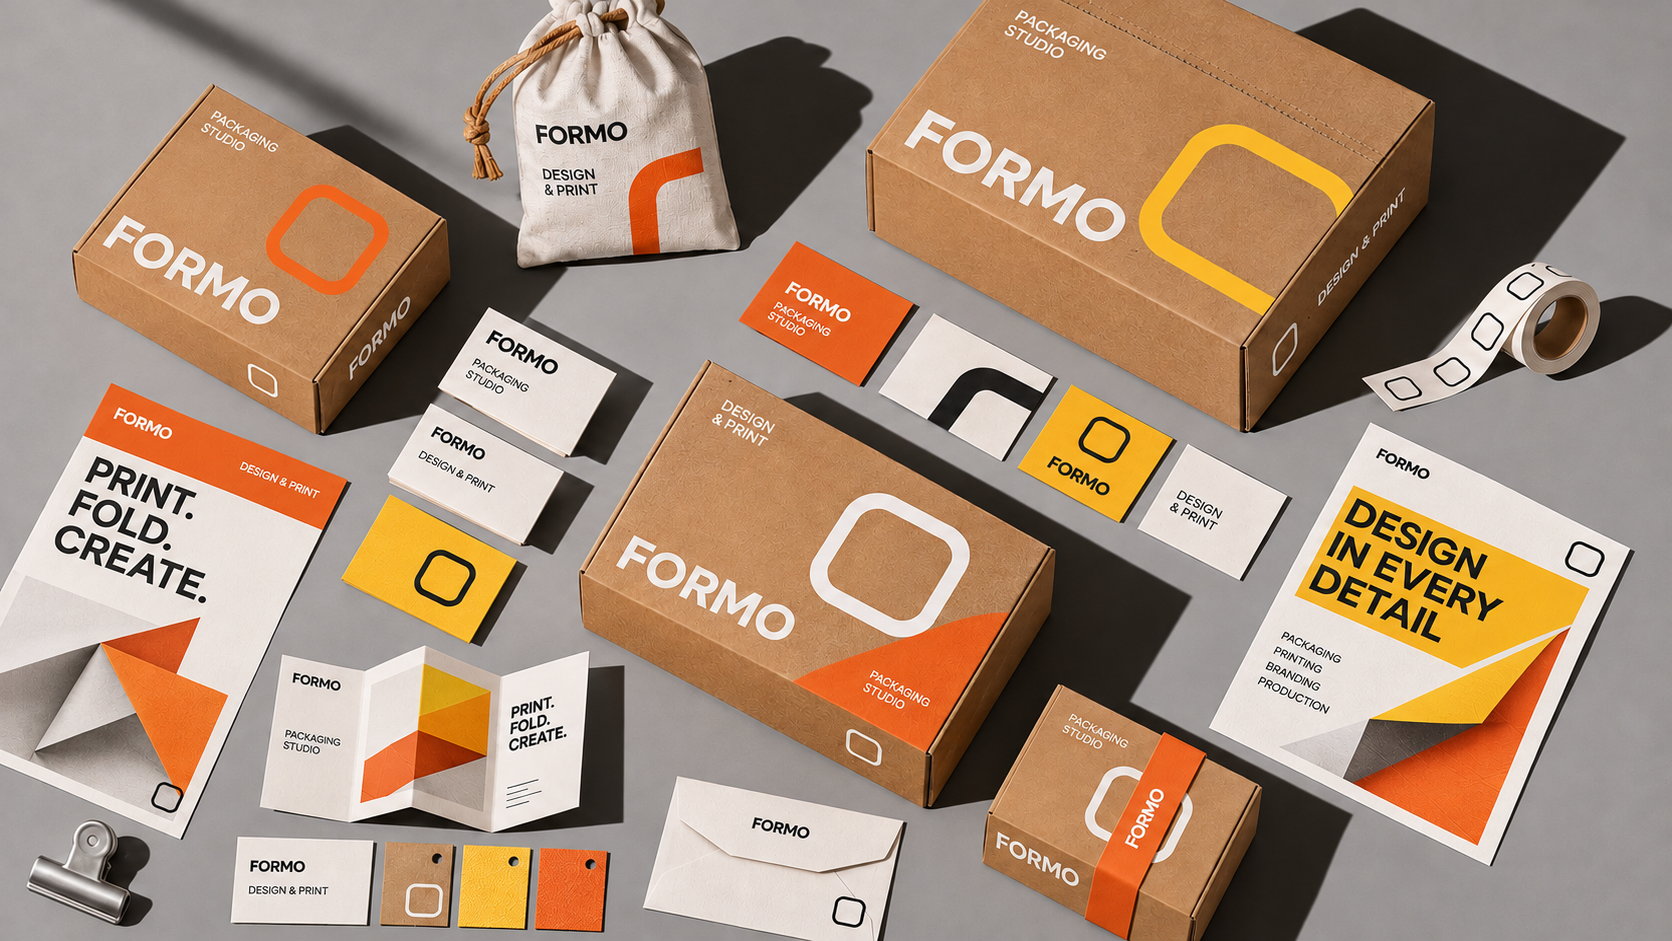 PACKAGING
STUDIO
FORMO
FORMO
FORMO
DESIGN
& PRINT
PACKAGING
STUDIO
FORMO
DESIGN & PRINT
FORMO
PACKAGING
STUDIO
FORMO
DESIGN
& PRINT
FORMO
PACKAGING
STUDIO
FORMO
DESIGN & PRINT
FORMO
DESIGN & PRINT
PRINT.
FOLD.
CREATE.
DESIGN
& PRINT
FORMO
PACKAGING
STUDIO
FORMO
DESIGN
IN EVERY
DETAIL
PACKAGING
PRINTING
BRANDING
PRODUCTION
FORMO
PACKAGING
STUDIO
PRINT.
FOLD.
CREATE.
FORMO
DESIGN & PRINT
FORMO
PACKAGING
STUDIO
FORMO
FORMO